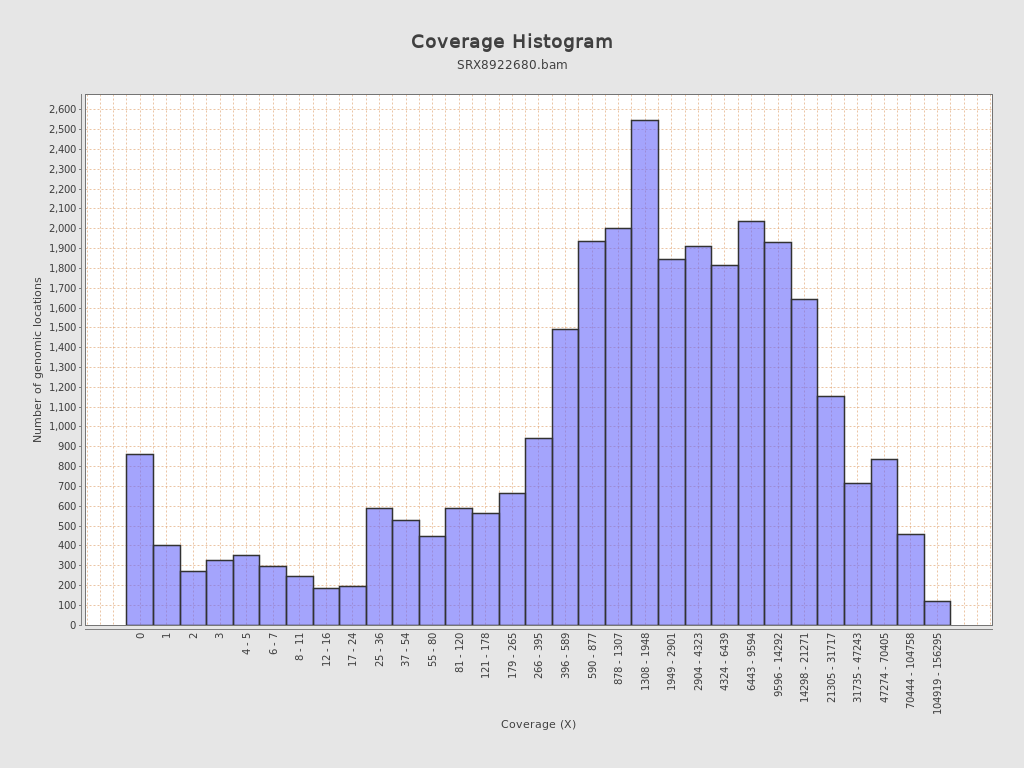 Coverage Histogram
SRX8922680.bam
Number of genomic locations
2,600
2,500
2,400
2,300
2,200
2,100
2,000
1,900
1,800
1,700
1,600
1,500
1,400
1,300
1,200
1,100
1,000
900
800
700
600
500
400
300
200
100
0
0
1
2
3
4 - 5
6 - 7
8 - 11
12 - 16
17 - 24
25 - 36
37 - 54
55 - 80
81 - 120
121 - 178
179 - 265
266 - 395
396 - 589
590 - 877
878 - 1307
1308 - 1948
1949 - 2901
2904 - 4323
4324 - 6439
6443 - 9594
9596 - 14292
14298 - 21271
21305 - 31717
31735 - 47243
47274 - 70405
70444 - 104758
104919 - 156295
Coverage (X)